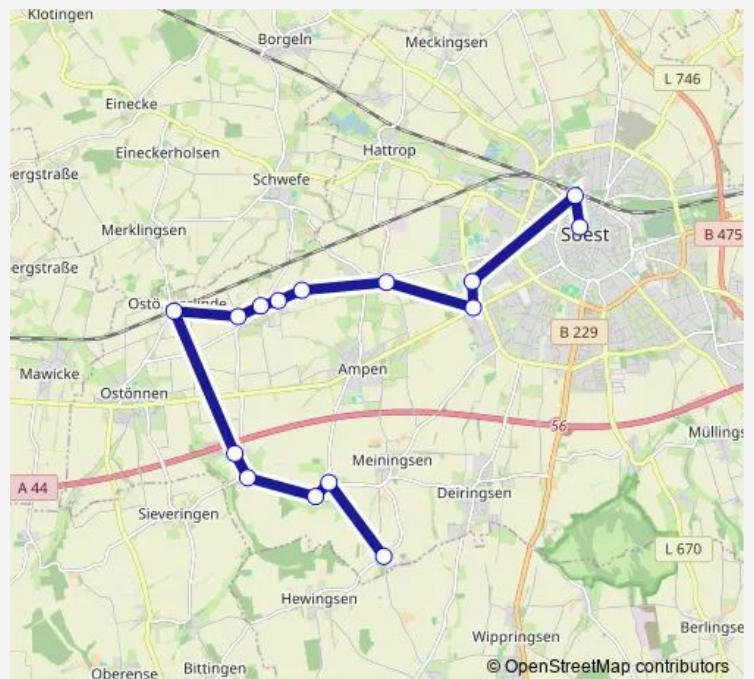 Klotingen
Borgeln
Meckingsen
L 746
Einecke
Eineckerholsen
Hattrop
ergstraße
Schwefe
Merklingsen
B 475
Soest
ergstraße
Ostö
linde
B 229
Mawicke
Ampen
Ostönnen
56
Müllings
Meiningsen
A 44
Deiringsen
Sieveringen
L 670
Hewingsen
Berlingse
Wippringsen
Oberense
Bittingen
© OpenStreetMap contributors